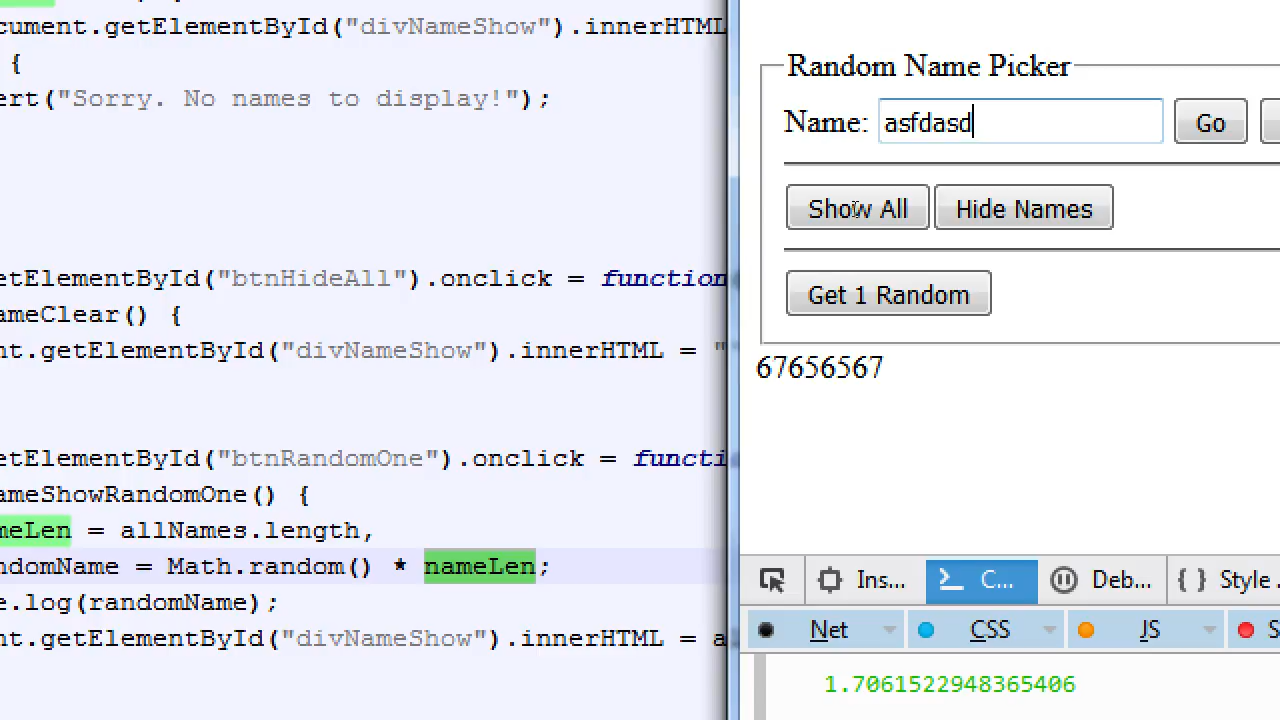 cument.getElementById("divNameShow").innerHTML
{
ert("Sorry. No names to display!");
etElementById("btnHideAll").onclick = function
ameClear() {
nt.getElementById("divNameShow").innerHTML = "
etElementById("btnRandomOne").onclick = functi
ameShowRandomOne() {
meLen = allNames.length,
ndomName = Math.random() * nameLen;
e.log(randomName);
nt.getElementById("divNameShow").innerHTML = a
Random Name Picker
Name: asfdasd Go
Show All Hide Names
Get 1 Random
67656567
Ins... C... Deb... { } Style
Net CSS JS S
1.7061522948365406